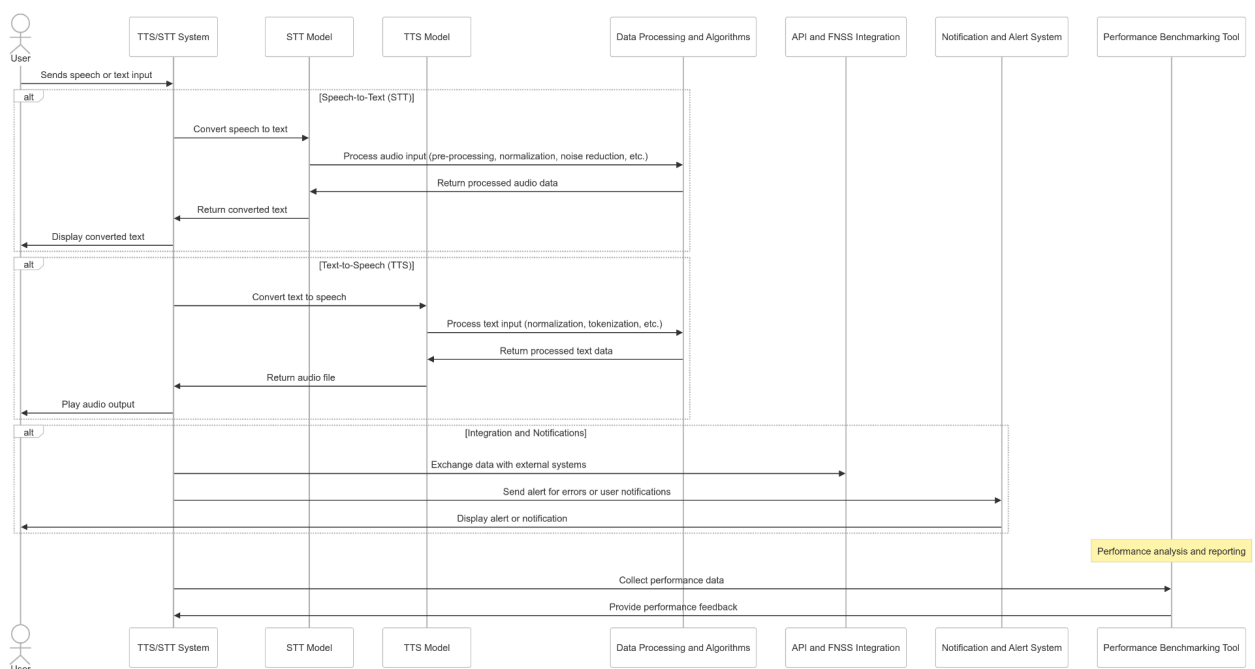 User
TTS/STT System
STT Model
TTS Model
Data Processing and Algorithms
API and FNSS Integration
Notification and Alert System
Performance Benchmarking Tool
Sends speech or text input
alt
[Speech-to-Text (STT)]
Convert speech to text
Process audio input (pre-processing, normalization, noise reduction, etc.)
Return processed audio data
Return converted text
Display converted text
alt
[Text-to-Speech (TTS)]
Convert text to speech
Process text input (normalization, tokenization, etc.)
Return processed text data
Return audio file
Play audio output
alt
[Integration and Notifications]
Exchange data with external systems
Send alert for errors or user notifications
Display alert or notification
Performance analysis and reporting
Collect performance data
Provide performance feedback
User
TTS/STT System
STT Model
TTS Model
Data Processing and Algorithms
API and FNSS Integration
Notification and Alert System
Performance Benchmarking Tool